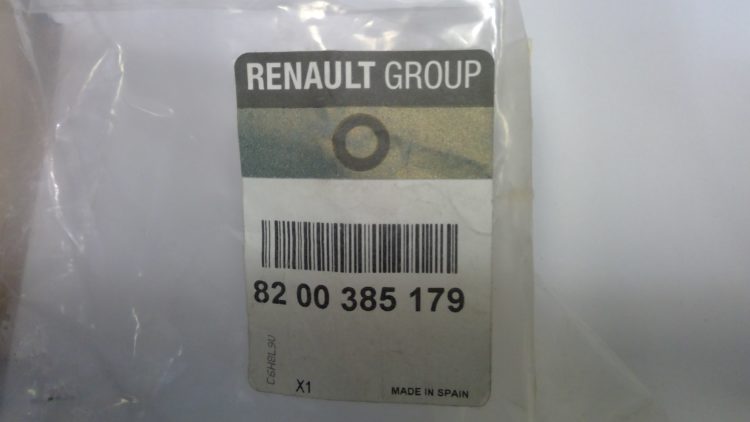 RENAULT GROUP
82 00 385 179
X1
MADE IN SPAIN